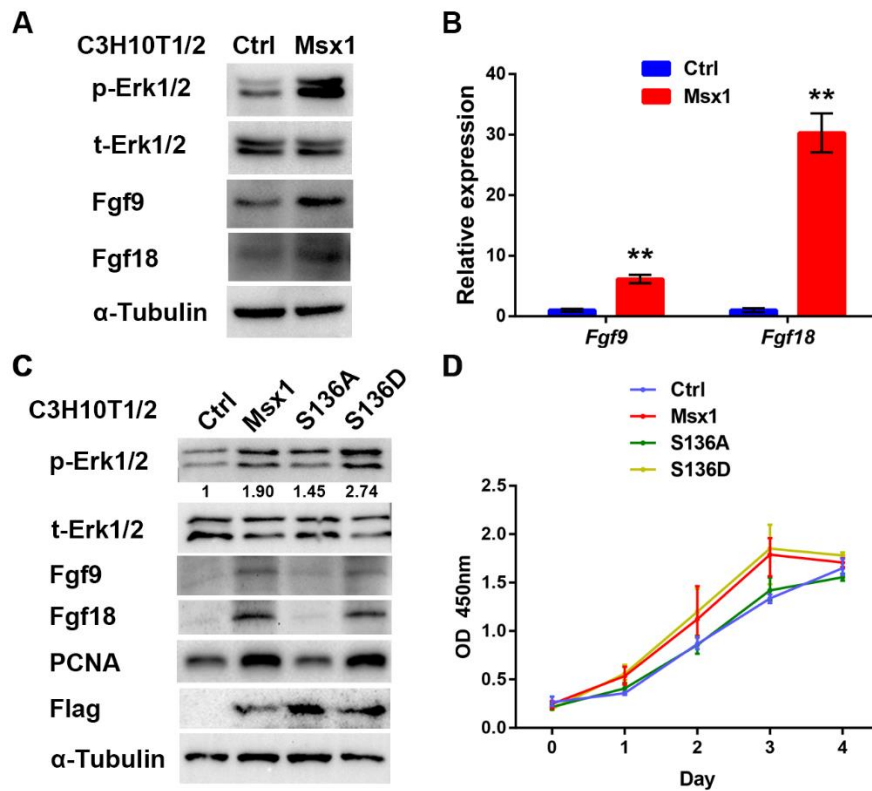 A
C3H10T1/2 Ctrl Msx1
p-Erk1/2
t-Erk1/2
Fgf9
Fgf18
α-Tubulin
B
Ctrl
Msx1
Relative expression
40
30
20
10
0
**
**
Fgf9 Fgf18
C
C3H10T1/2 Ctrl Msx1 S136A S136D
p-Erk1/2
1 1.90 1.45 2.74
t-Erk1/2
Fgf9
Fgf18
PCNA
Flag
α-Tubulin
D
Ctrl
Msx1
S136A
S136D
OD 450nm
2.5
2.0
1.5
1.0
0.5
0.0
0 1 2 3 4
Day